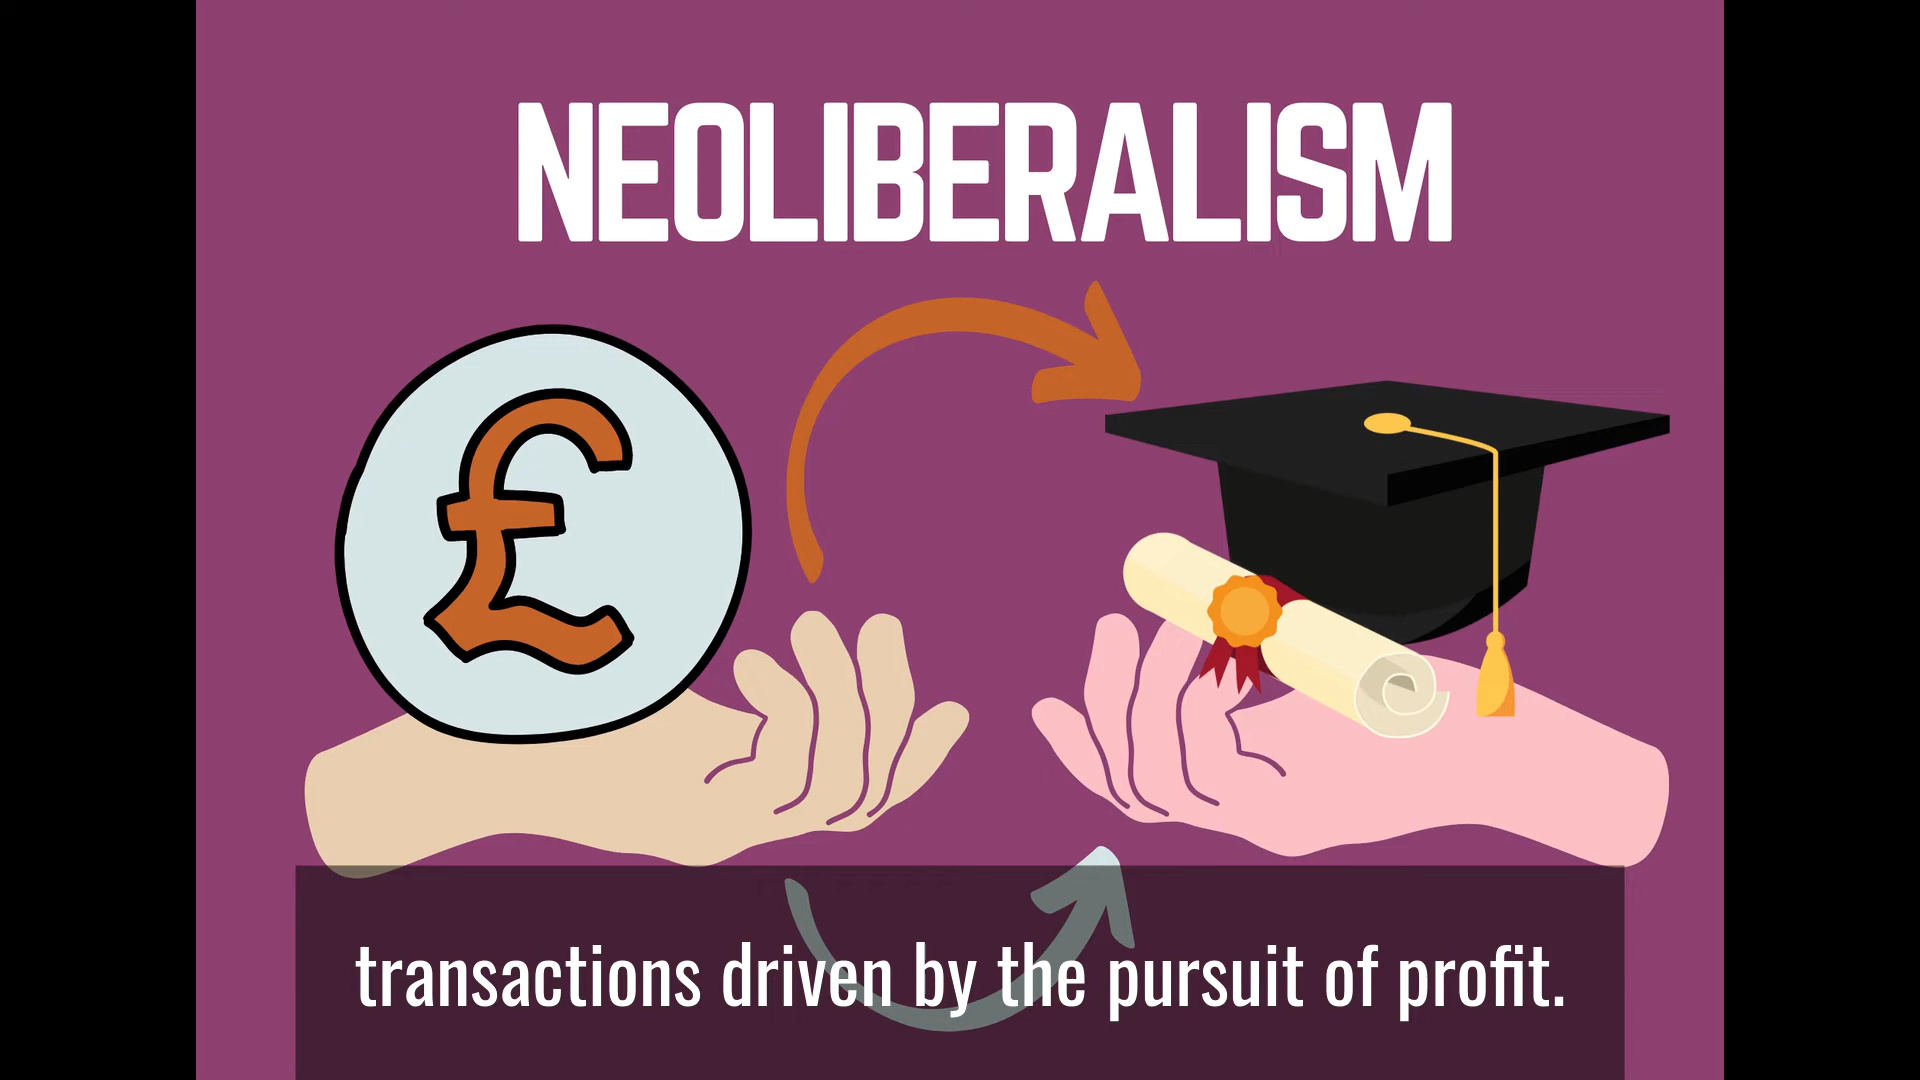 NEOLIBERALISM
£
transactions driven by the pursuit of profit.